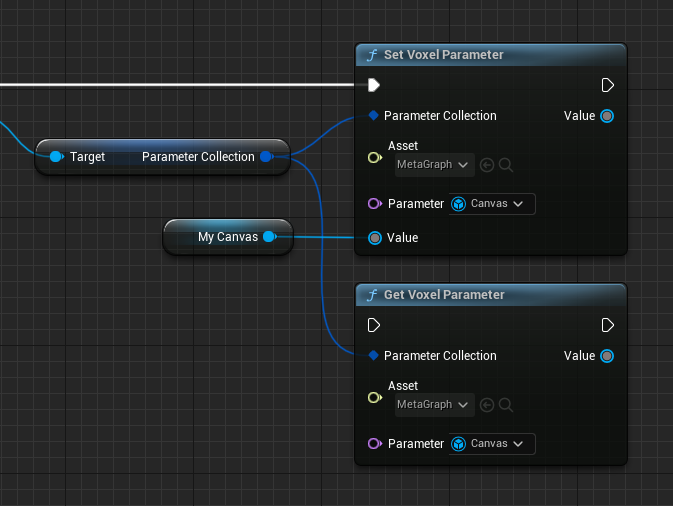 Set Voxel Parameter
Parameter Collection Value
Asset
MetaGraph
Parameter Canvas
Value
Target Parameter Collection
My Canvas
Get Voxel Parameter
Parameter Collection Value
Asset
MetaGraph
Parameter Canvas